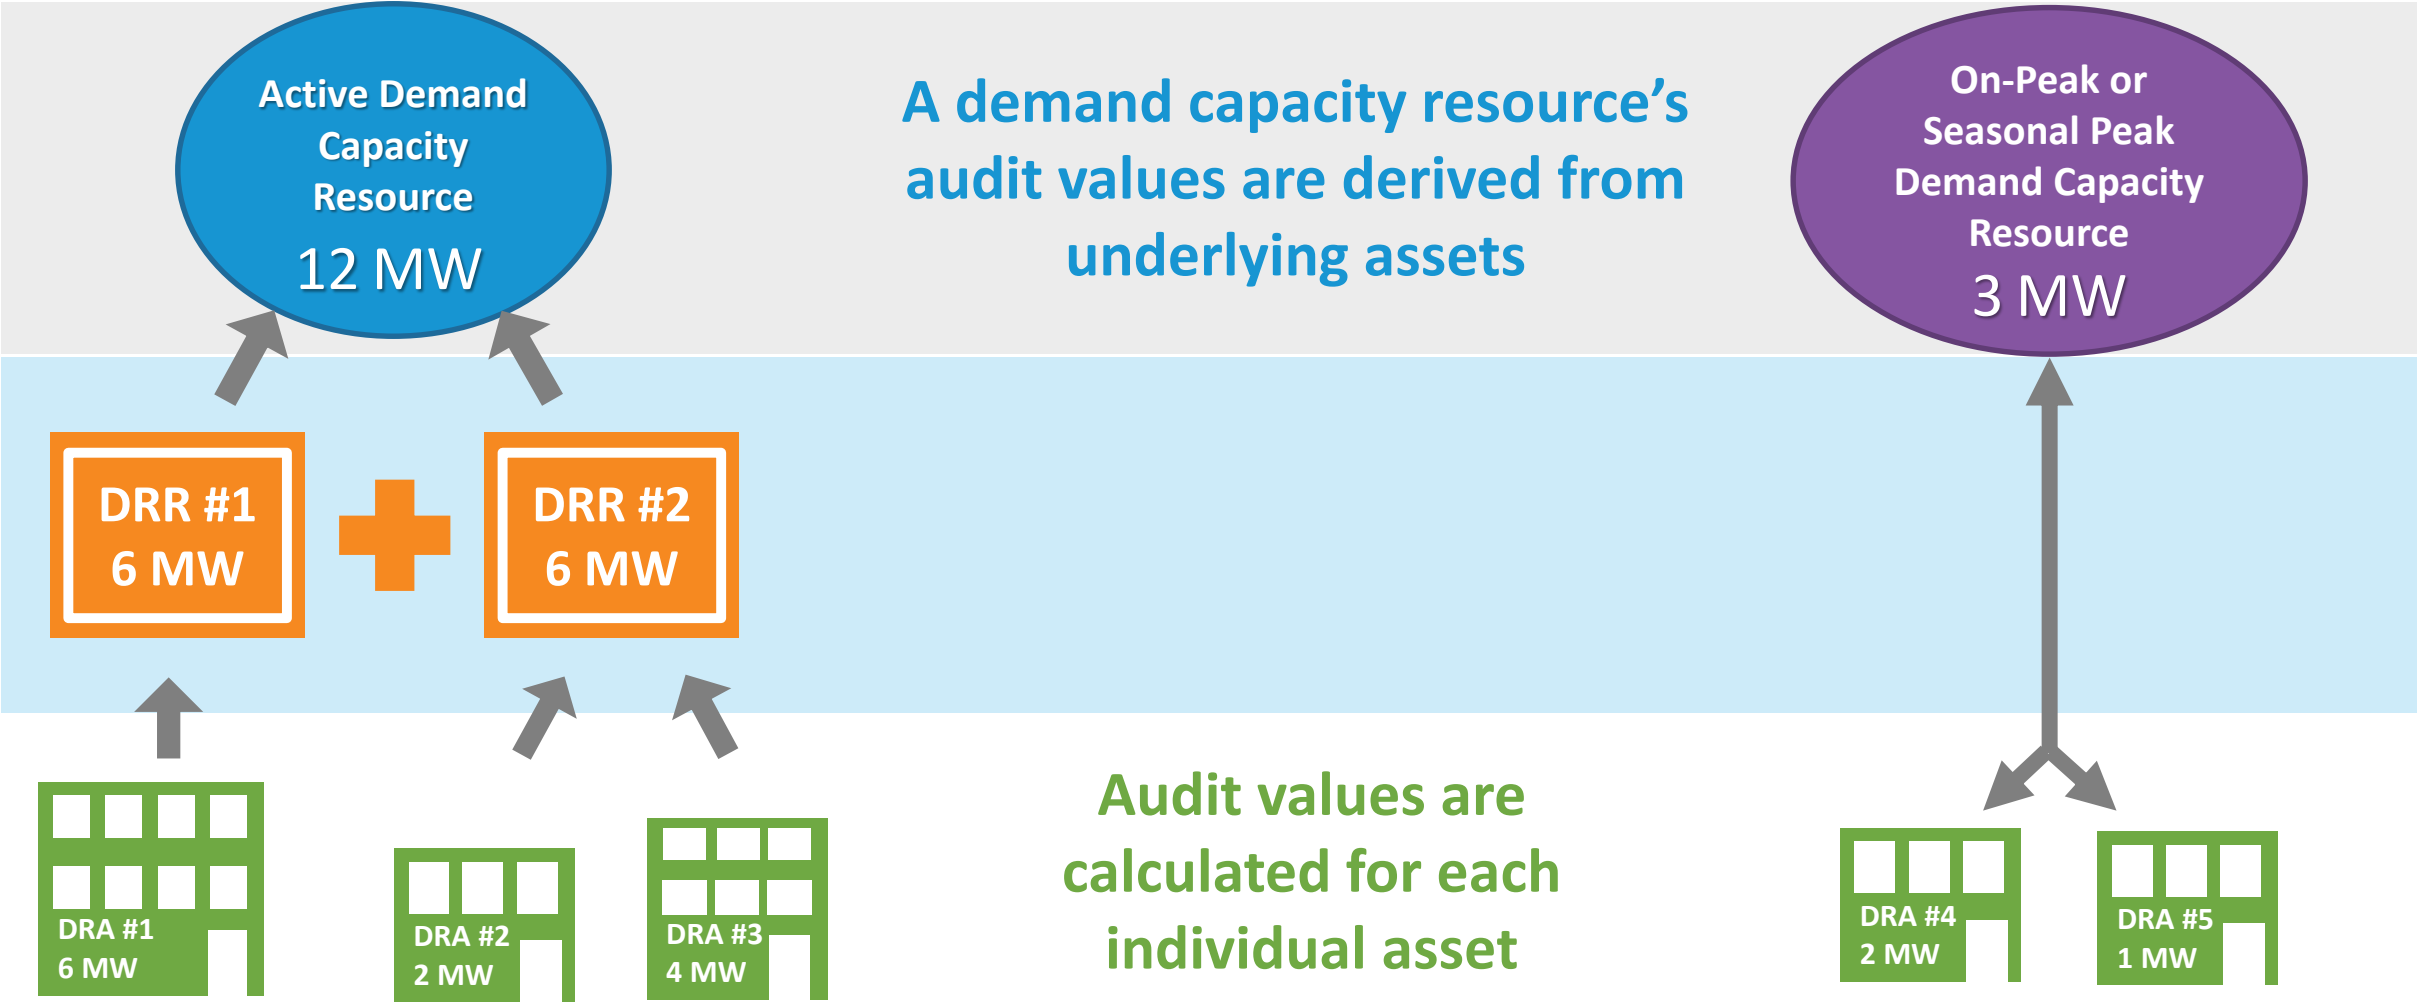 Active Demand
Capacity
Resource
12 MW
A demand capacity resource’s
audit values are derived from
underlying assets
On-Peak or
Seasonal Peak
Demand Capacity
Resource
3 MW
DRR #1
6 MW
DRR #2
6 MW
DRA #1
6 MW
DRA #2
2 MW
DRA #3
4 MW
Audit values are
calculated for each
individual asset
DRA #4
2 MW
DRA #5
1 MW